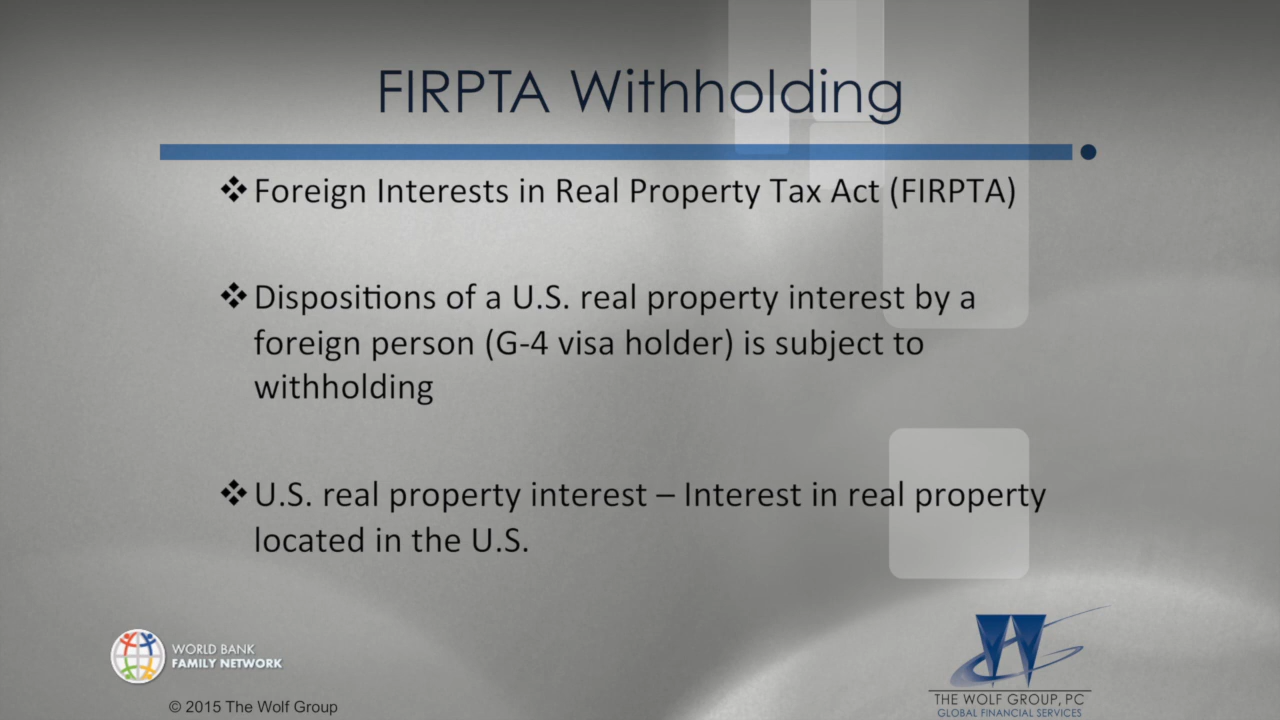 FIRPTA Withholding
❖ Foreign Interests in Real Property Tax Act (FIRPTA)
❖ Dispositions of a U.S. real property interest by a
foreign person (G-4 visa holder) is subject to
withholding
❖ U.S. real property interest – Interest in real property
located in the U.S.
WORLD BANK
FAMILY NETWORK
© 2015 The Wolf Group
THE WOLF GROUP, PC
GLOBAL FINANCIAL SERVICES